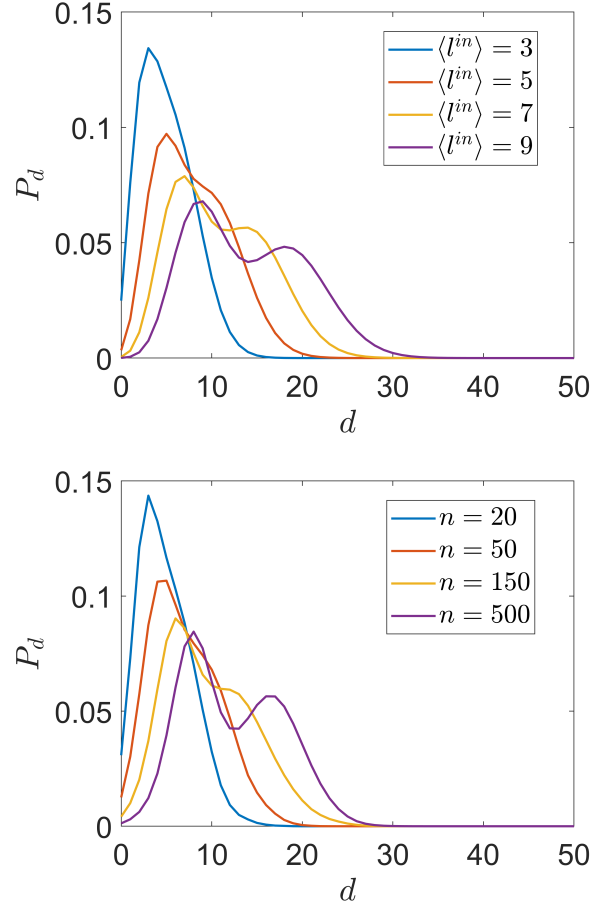 0.15
⟨l^{in}⟩ = 3
⟨l^{in}⟩ = 5
⟨l^{in}⟩ = 7
⟨l^{in}⟩ = 9
0.1
P_d
0.05
0
0 10 20 30 40 50
d
0.15
n = 20
n = 50
n = 150
n = 500
0.1
P_d
0.05
0
0 10 20 30 40 50
d